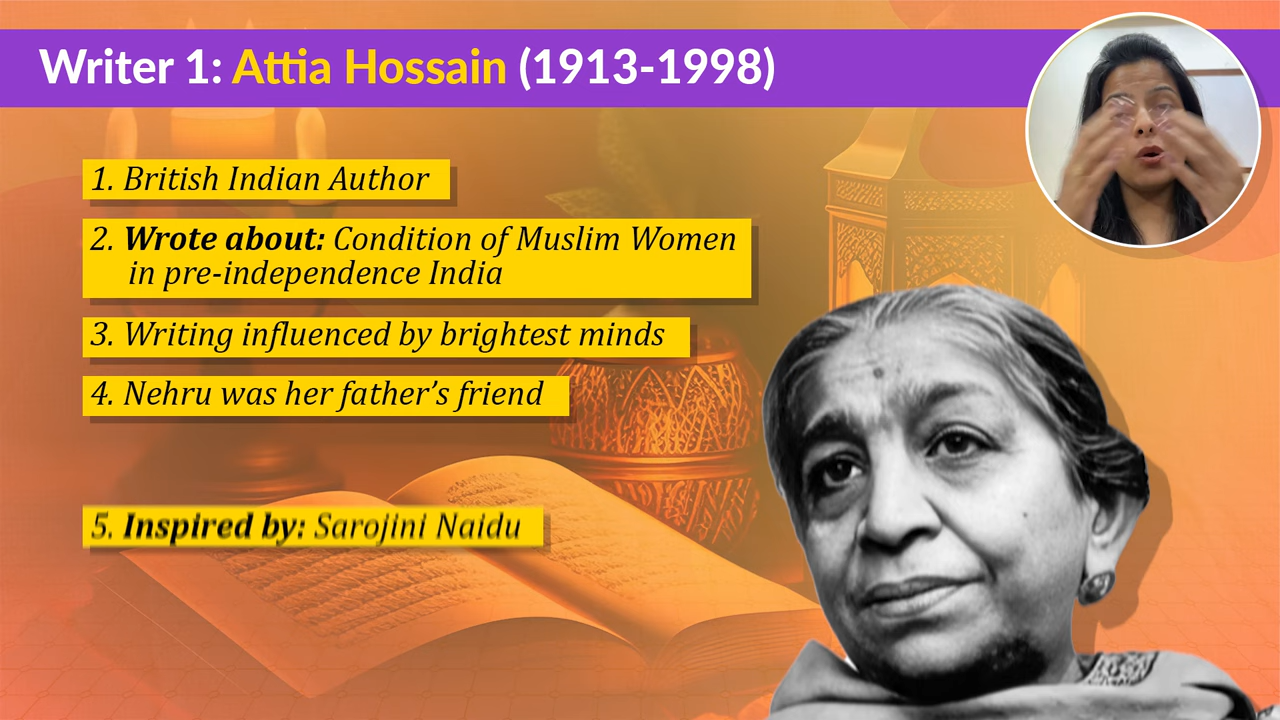 Writer 1: Attia Hossain (1913-1998)
1. British Indian Author
2. Wrote about: Condition of Muslim Women
in pre-independence India
3. Writing influenced by brightest minds
4. Nehru was her father’s friend
5. Inspired by: Sarojini Naidu